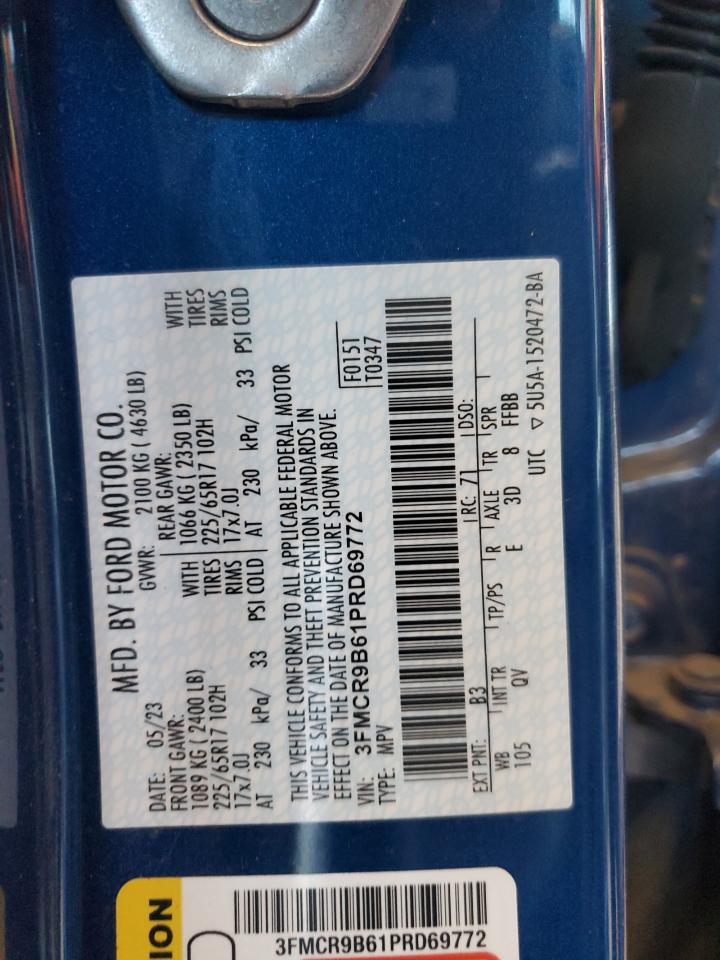 MFD. BY FORD MOTOR CO.
DATE: 05/23 GVWR: 2100 KG ( 4630 LB)
FRONT GAWR: REAR GAWR:
1089 KG ( 2400 LB) WITH 1066 KG ( 2350 LB) WITH
225/65R17 102H TIRES 225/65R17 102H TIRES
17x7.0J RIMS 17x7.0J RIMS
AT 230 kPa/ 33 PSI COLD AT 230 kPa/ 33 PSI COLD
THIS VEHICLE CONFORMS TO ALL APPLICABLE FEDERAL MOTOR
VEHICLE SAFETY AND THEFT PREVENTION STANDARDS IN
EFFECT ON THE DATE OF MANUFACTURE SHOWN ABOVE.
VIN: 3FMCR9B61PRD69772 F0151
TYPE: MPV T0347
EXT PNT: B3 RC: 71 DSO:
WB INT TR TP/PS R AXLE TR SPR
105 QV E 3D 8 FFBB
UTC ▽ 5U5A-1520472-BA
ION
3FMCR9B61PRD69772